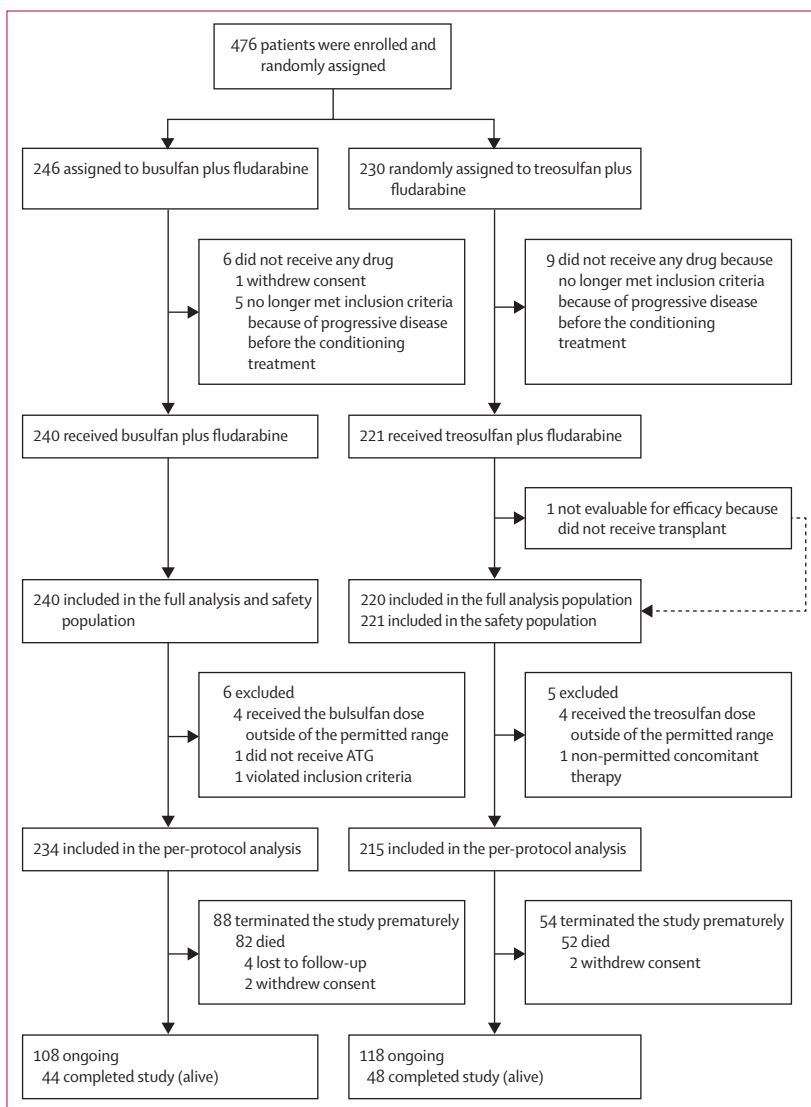 476 patients were enrolled and
randomly assigned
246 assigned to busulfan plus fludarabine
230 randomly assigned to treosulfan plus
fludarabine
6 did not receive any drug
1 withdrew consent
5 no longer met inclusion criteria
because of progressive disease
before the conditioning
treatment
9 did not receive any drug because
no longer met inclusion criteria
because of progressive disease
before the conditioning
treatment
240 received busulfan plus fludarabine
221 received treosulfan plus fludarabine
1 not evaluable for efficacy because
did not receive transplant
240 included in the full analysis and safety
population
220 included in the full analysis population
221 included in the safety population
6 excluded
4 received the bulsulfan dose
outside of the permitted range
1 did not receive ATG
1 violated inclusion criteria
5 excluded
4 received the treosulfan dose
outside of the permitted range
1 non-permitted concomitant
therapy
234 included in the per-protocol analysis
215 included in the per-protocol analysis
88 terminated the study prematurely
82 died
4 lost to follow-up
2 withdrew consent
54 terminated the study prematurely
52 died
2 withdrew consent
108 ongoing
44 completed study (alive)
118 ongoing
48 completed study (alive)